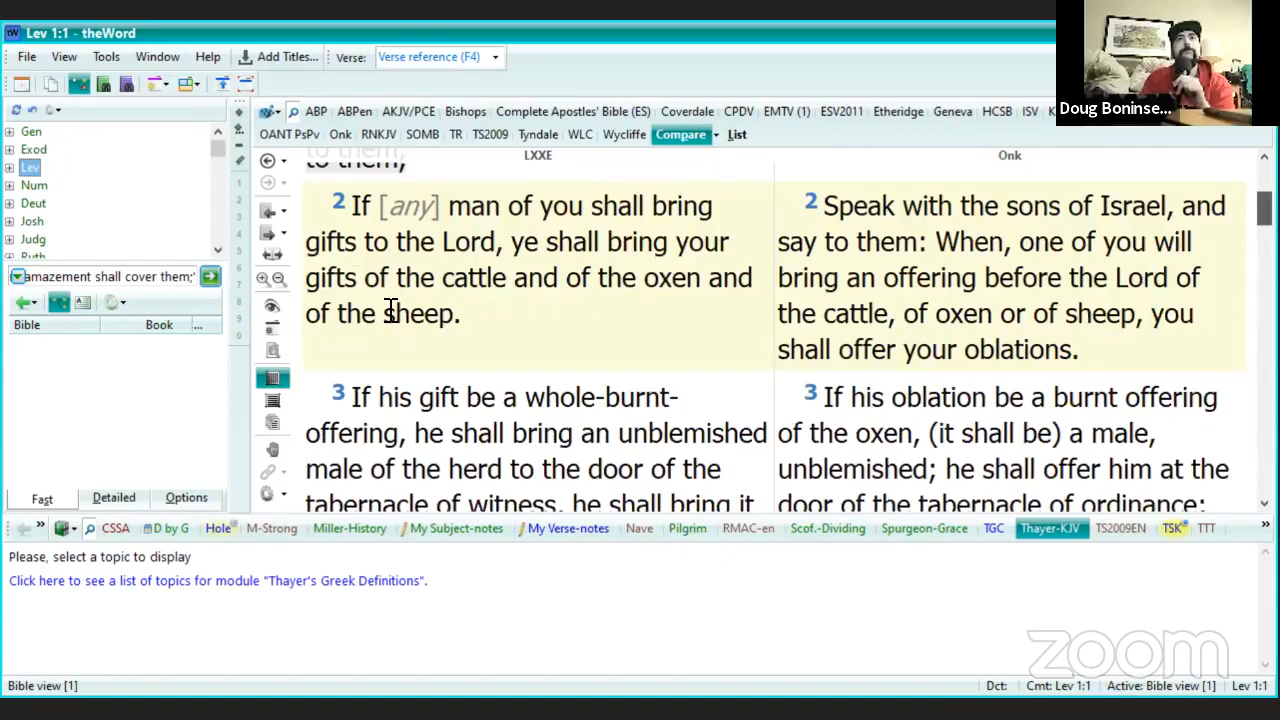 Lev 1:1 - theWord
File View Tools Window Help Add Titles... Verse: Verse reference (F4)
Doug Boninse...
Gen
Exod
Lev
Num
Deut
Josh
Judg
Ruth
amazement shall cover them;
Bible Book ...
Fast Detailed Options
ABP ABPen AKJV/PCE Bishops Complete Apostles' Bible (ES) Coverdale CPDV EMTV (1) ESV2011 Etheridge Geneva HCSB ISV
OANT PsPv Onk RNKJV SOMB TR TS2009 Tyndale WLC Wycliffe Compare List
LXXE Onk
to them,
2 If [any] man of you shall bring
gifts to the Lord, ye shall bring your
gifts of the cattle and of the oxen and
of the sheep.
3 If his gift be a whole-burnt-
offering, he shall bring an unblemished
male of the herd to the door of the
tabernacle of witness, he shall bring it
2 Speak with the sons of Israel, and
say to them: When, one of you will
bring an offering before the Lord of
the cattle, of oxen or of sheep, you
shall offer your oblations.
3 If his oblation be a burnt offering
of the oxen, (it shall be) a male,
unblemished; he shall offer him at the
door of the tabernacle of ordinance;
CSSA D by G Hole M-Strong Miller-History My Subject-notes My Verse-notes Nave Pilgrim RMAC-en Scof.-Dividing Spurgeon-Grace TGC Thayer-KJV TS2009EN TSK TTT
Please, select a topic to display
Click here to see a list of topics for module "Thayer's Greek Definitions".
zoom
Bible view [1] Dct: Cmt: Lev 1:1 Active: Bible view [1] Lev 1:1